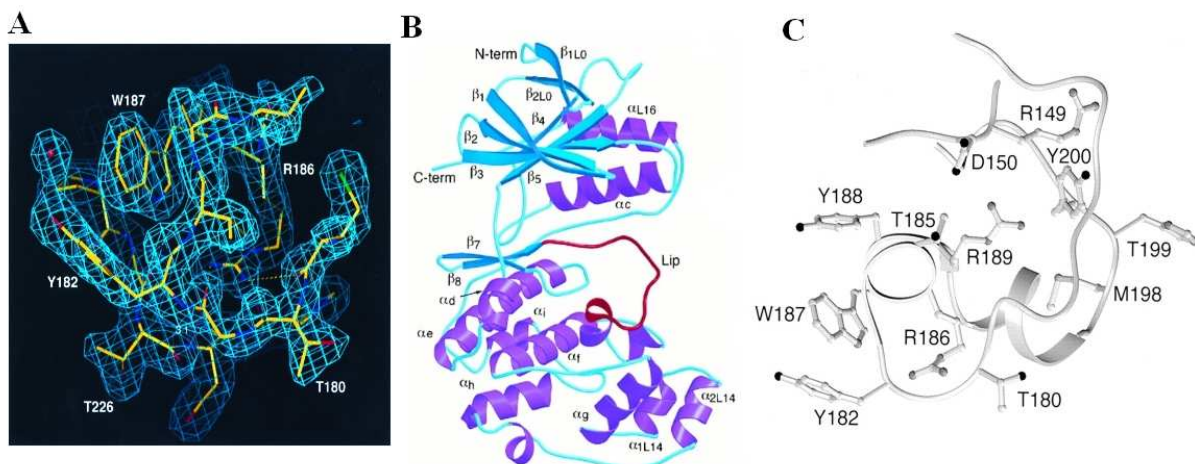 A
W187
R186
Y182
T226
T180
B
N-term
β1L0
β1
β2L0
β4
αL16
β2
β3
β5
C-term
αc
β7
Lip
β8
αd
αi
αe
αf
αh
αg
α2L14
α1L14
C
R149
D150
Y200
Y188
T185
R189
T199
W187
M198
R186
Y182
T180